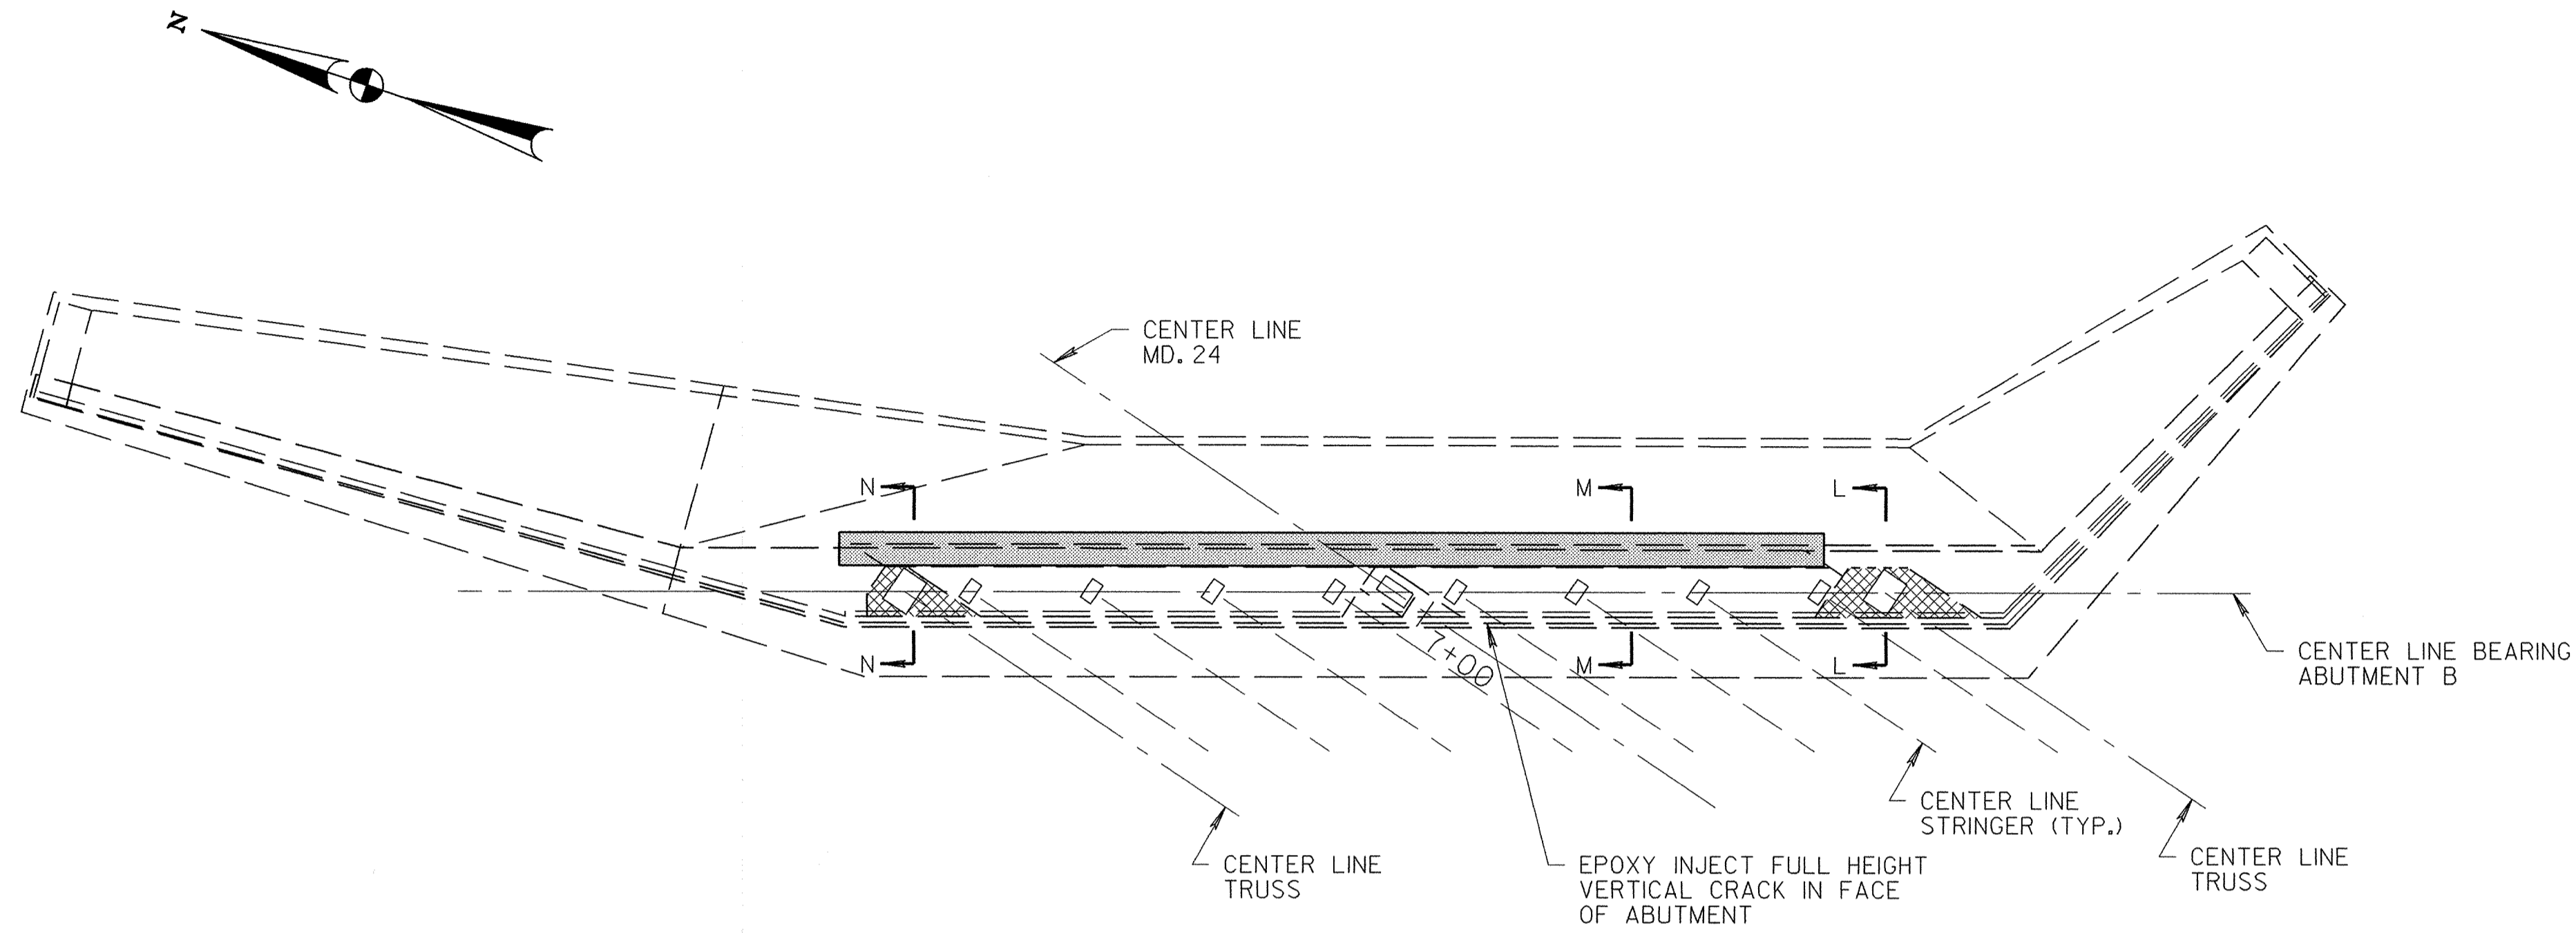 N
CENTER LINE
MD. 24
N
M
L
7+00
N
M
L
CENTER LINE BEARING
ABUTMENT B
CENTER LINE
STRINGER (TYP.)
CENTER LINE
TRUSS
EPOXY INJECT FULL HEIGHT
VERTICAL CRACK IN FACE
OF ABUTMENT
CENTER LINE
TRUSS